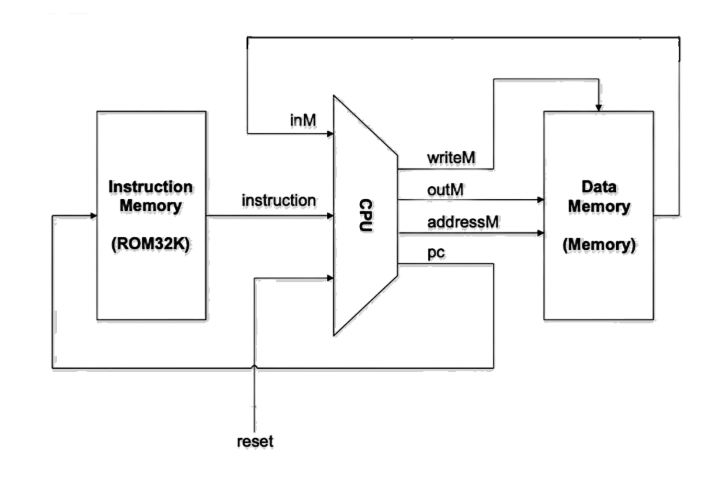 inM
writeM
Instruction
Memory
(ROM32K)
instruction
CPU
outM
addressM
pc
Data
Memory
(Memory)
reset